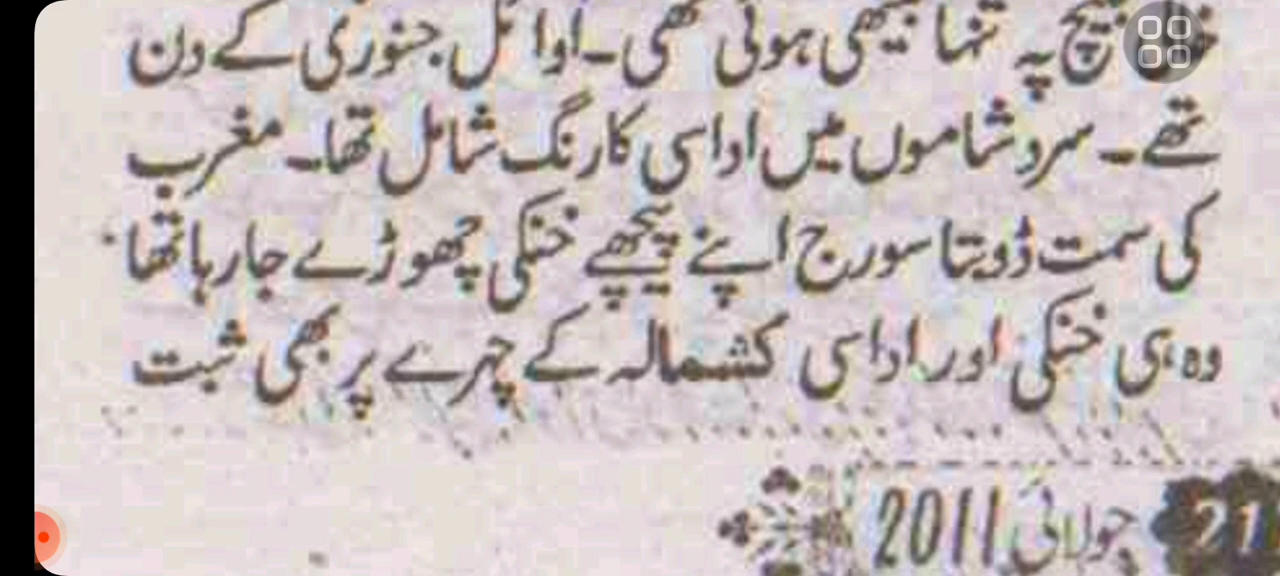 بینچ پہ تنہا بیٹھی ہوئی تھی۔ اوائل جنوری کے دن
تھے۔ سرد شاموں میں اداسی کا رنگ شامل تھا۔ مغرب
کی سمت ڈوبتا سورج اپنے پیچھے خنکی چھوڑے جا رہا تھا
وہ ہی خنکی اور اداسی کشمالہ کے چہرے پر بھی ثبت
21 جولائی 2011